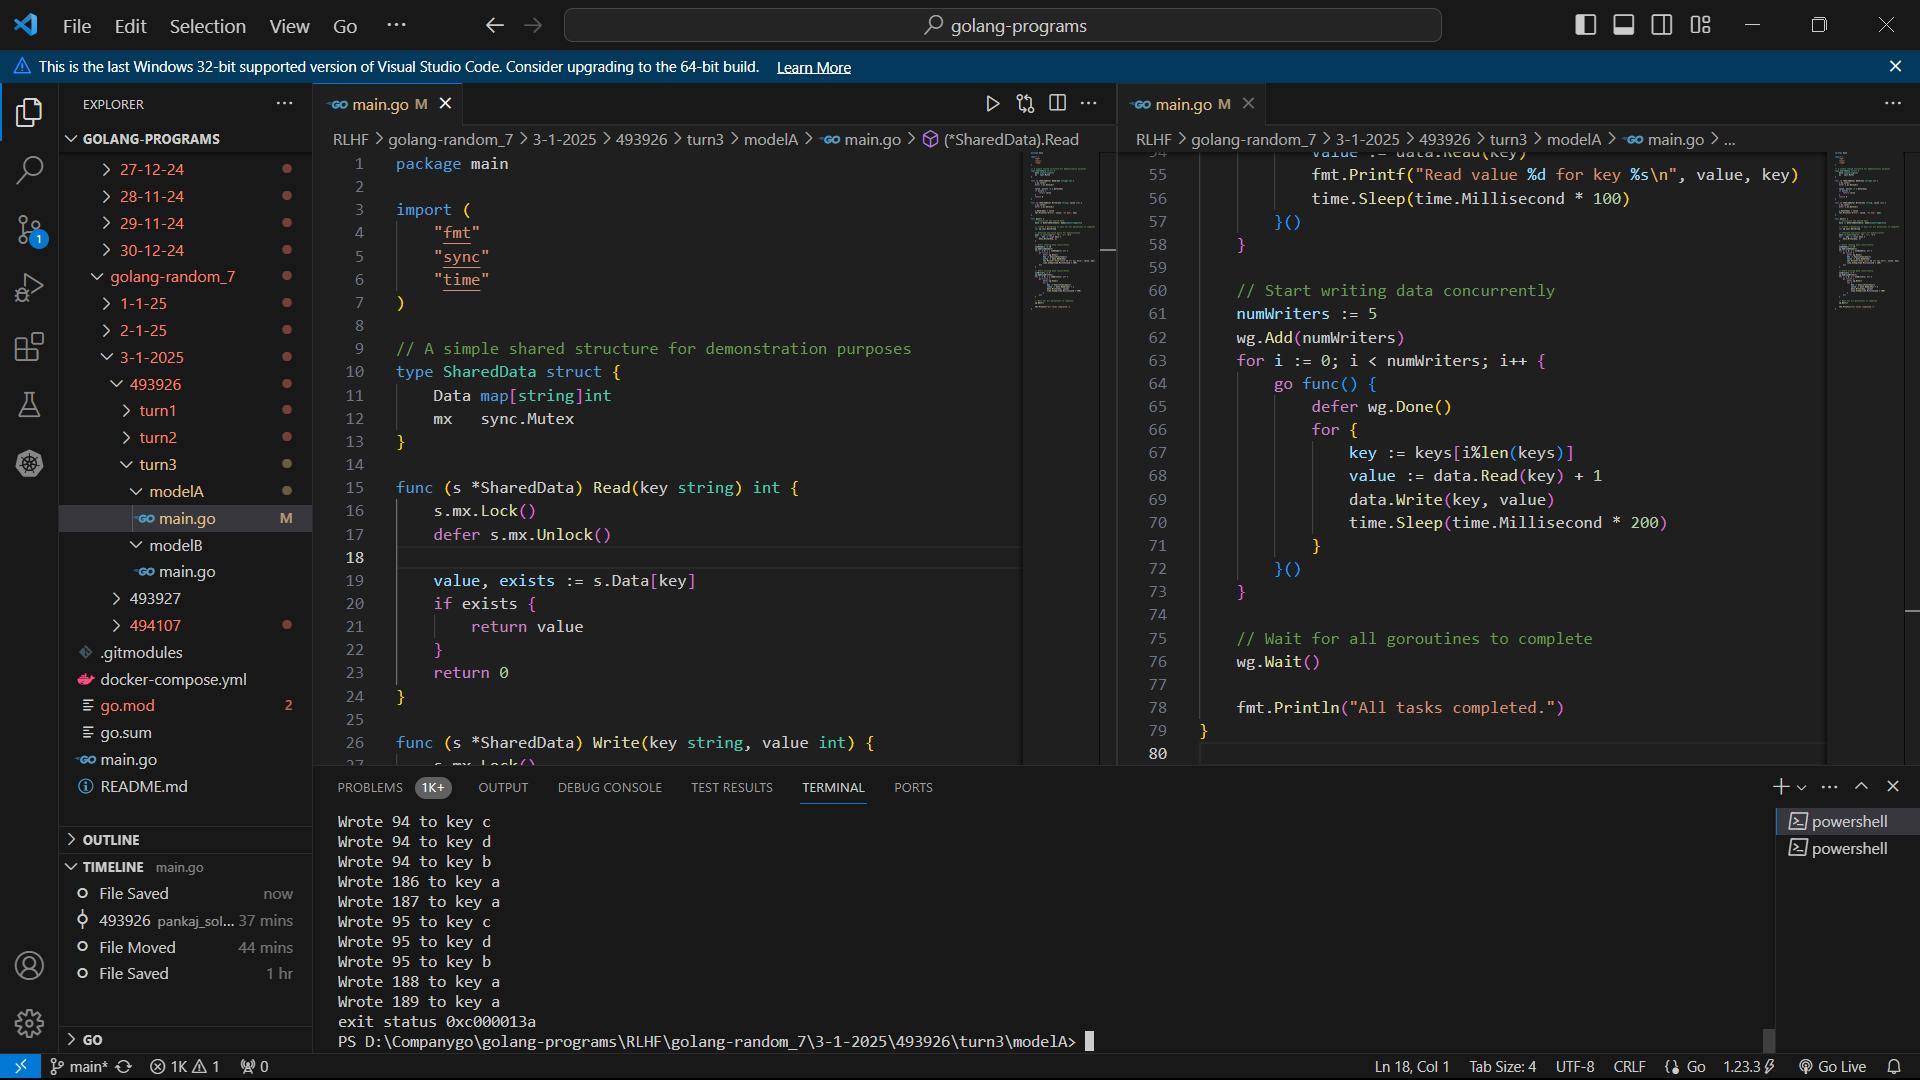 File Edit Selection View Go ··· golang-programs
This is the last Windows 32-bit supported version of Visual Studio Code. Consider upgrading to the 64-bit build. Learn More
EXPLORER
GOLANG-PROGRAMS
27-12-24
28-11-24
29-11-24
30-12-24
golang-random_7
1-1-25
2-1-25
3-1-2025
493926
turn1
turn2
turn3
modelA
main.go M
modelB
main.go
493927
494107
.gitmodules
docker-compose.yml
go.mod 2
go.sum
main.go
README.md
OUTLINE
TIMELINE main.go
File Saved now
493926 pankaj_sol... 37 mins
File Moved 44 mins
File Saved 1 hr
GO
1
main.go M
RLHF > golang-random_7 > 3-1-2025 > 493926 > turn3 > modelA > main.go > (*SharedData).Read
1 package main
2
3 import (
4 "fmt"
5 "sync"
6 "time"
7 )
8
9 // A simple shared structure for demonstration purposes
10 type SharedData struct {
11 Data map[string]int
12 mx sync.Mutex
13 }
14
15 func (s *SharedData) Read(key string) int {
16 s.mx.Lock()
17 defer s.mx.Unlock()
18
19 value, exists := s.Data[key]
20 if exists {
21 return value
22 }
23 return 0
24 }
25
26 func (s *SharedData) Write(key string, value int) {
27 s.mx.Lock()
main.go M
RLHF > golang-random_7 > 3-1-2025 > 493926 > turn3 > modelA > main.go > ...
54 value := data.Read(key)
55 fmt.Printf("Read value %d for key %s\n", value, key)
56 time.Sleep(time.Millisecond * 100)
57 }()
58 }
59
60 // Start writing data concurrently
61 numWriters := 5
62 wg.Add(numWriters)
63 for i := 0; i < numWriters; i++ {
64 go func() {
65 defer wg.Done()
66 for {
67 key := keys[i%len(keys)]
68 value := data.Read(key) + 1
69 data.Write(key, value)
70 time.Sleep(time.Millisecond * 200)
71 }
72 }()
73 }
74
75 // Wait for all goroutines to complete
76 wg.Wait()
77
78 fmt.Println("All tasks completed.")
79 }
80
PROBLEMS 1K+ OUTPUT DEBUG CONSOLE TEST RESULTS TERMINAL PORTS
Wrote 94 to key c
Wrote 94 to key d
Wrote 94 to key b
Wrote 186 to key a
Wrote 187 to key a
Wrote 95 to key c
Wrote 95 to key d
Wrote 95 to key b
Wrote 188 to key a
Wrote 189 to key a
exit status 0xc000013a
PS D:\Companygo\golang-programs\RLHF\golang-random_7\3-1-2025\493926\turn3\modelA>
powershell
powershell
main* 1K 1 0 Ln 18, Col 1 Tab Size: 4 UTF-8 CRLF Go 1.23.3 Go Live